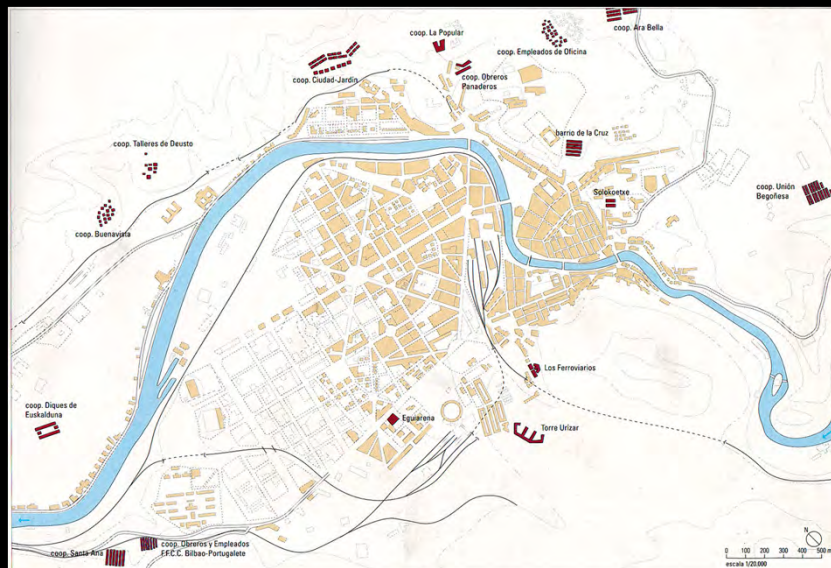 coop. Ara Bella
coop. La Popular
coop. Empleados de Oficina
coop. Ciudad-Jardín
coop. Obreros
Panaderos
barrio de la Cruz
coop. Talleres de Deusto
Solokoetxe
coop. Unión
Begoñesa
coop. Buenavista
Los Ferroviarios
coop. Diques de
Euskalduna
Eguiarena
Torre Urizar
coop. Santa Ana
coop. Obreros y Empleados
F.F.C.C. Bilbao-Portugalete
N
0 100 200 300 400 500 m
escala 1/20.000